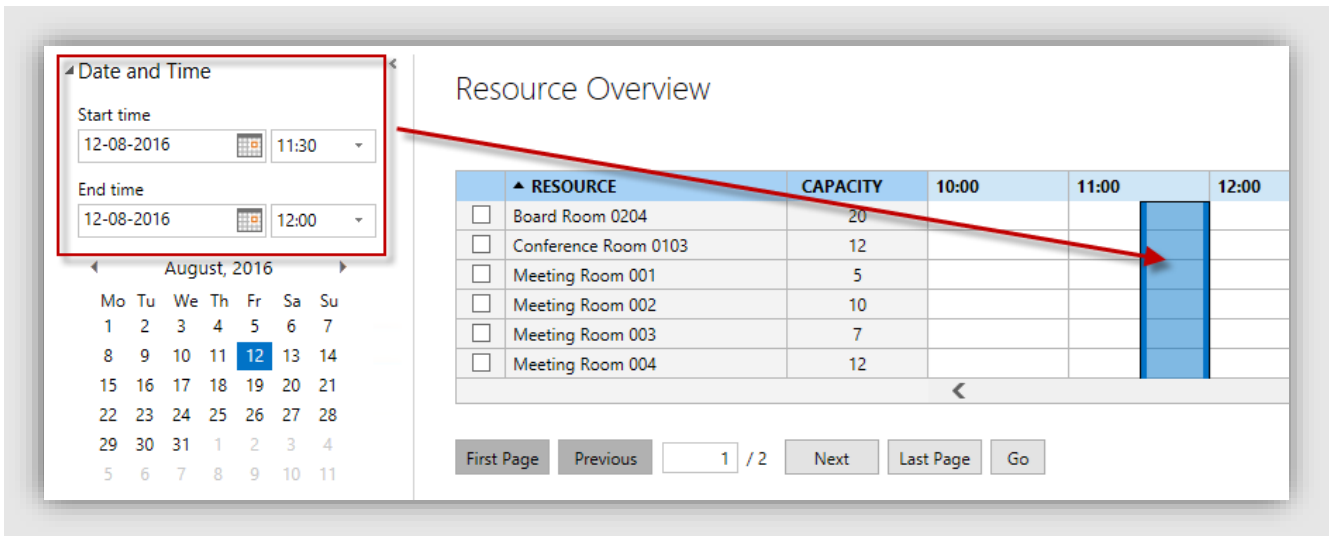 Date and Time
Start time
12-08-2016 11:30
End time
12-08-2016 12:00
August, 2016
Mo Tu We Th Fr Sa Su
1 2 3 4 5 6 7
8 9 10 11 12 13 14
15 16 17 18 19 20 21
22 23 24 25 26 27 28
29 30 31 1 2 3 4
5 6 7 8 9 10 11
Resource Overview
RESOURCE CAPACITY 10:00 11:00 12:00
Board Room 0204 20
Conference Room 0103 12
Meeting Room 001 5
Meeting Room 002 10
Meeting Room 003 7
Meeting Room 004 12
First Page Previous 1 / 2 Next Last Page Go